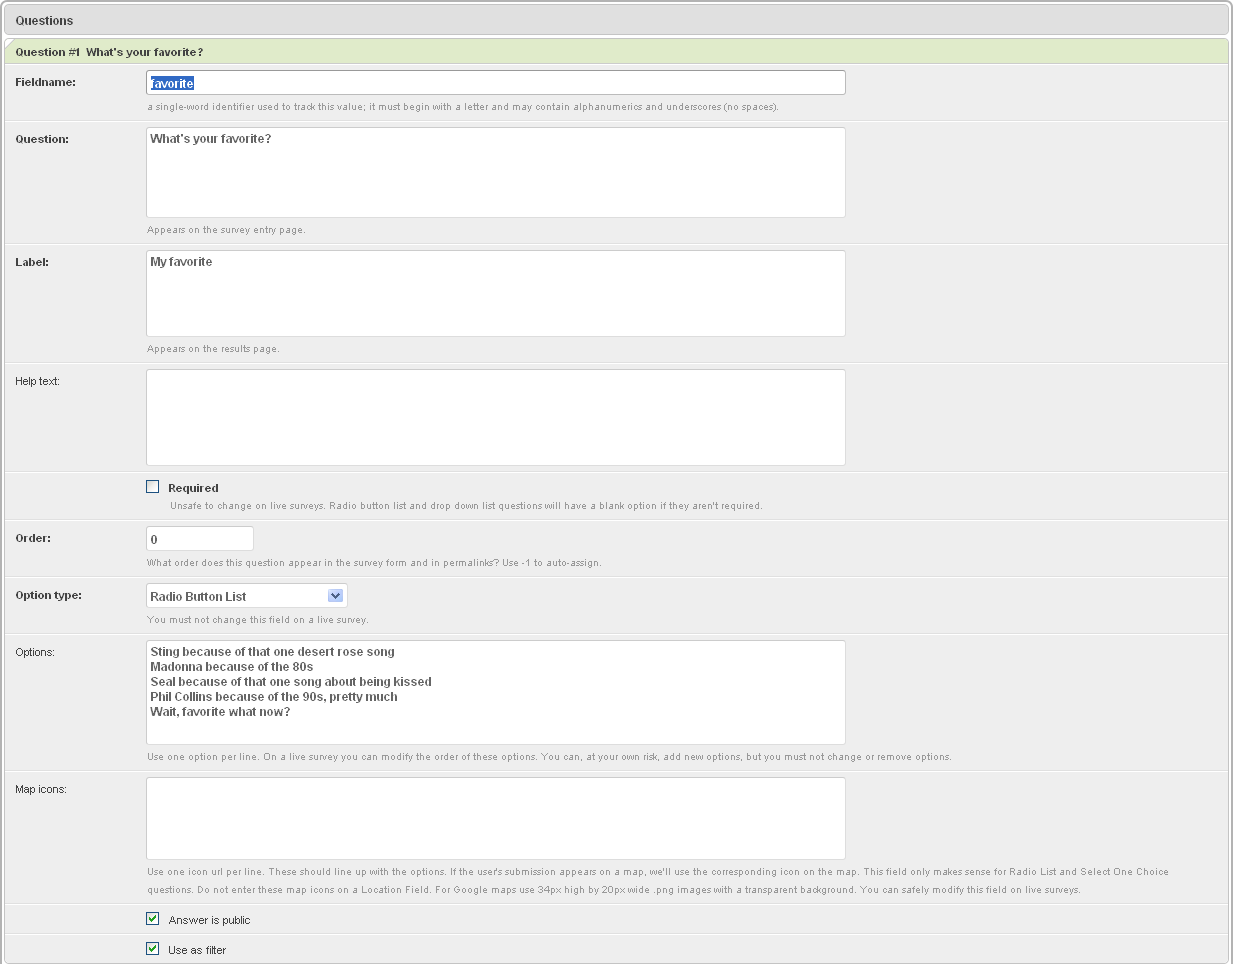 Questions
Question #1 What's your favorite?
Fieldname:
favorite
a single-word identifier used to track this value; it must begin with a letter and may contain alphanumerics and underscores (no spaces).
Question:
What's your favorite?
Appears on the survey entry page.
Label:
My favorite
Appears on the results page.
Help text:
Required
Unsafe to change on live surveys. Radio button list and drop down list questions will have a blank option if they aren't required.
Order:
0
What order does this question appear in the survey form and in permalinks? Use -1 to auto-assign.
Option type:
Radio Button List
You must not change this field on a live survey.
Options:
Sting because of that one desert rose song
Madonna because of the 80s
Seal because of that one song about being kissed
Phil Collins because of the 90s, pretty much
Wait, favorite what now?
Use one option per line. On a live survey you can modify the order of these options. You can, at your own risk, add new options, but you must not change or remove options.
Map icons:
Use one icon url per line. These should line up with the options. If the user's submission appears on a map, we'll use the corresponding icon on the map. This field only makes sense for Radio List and Select One Choice
questions. Do not enter these map icons on a Location Field. For Google maps use 34px high by 20px wide .png images with a transparent background. You can safely modify this field on live surveys.
Answer is public
Use as filter